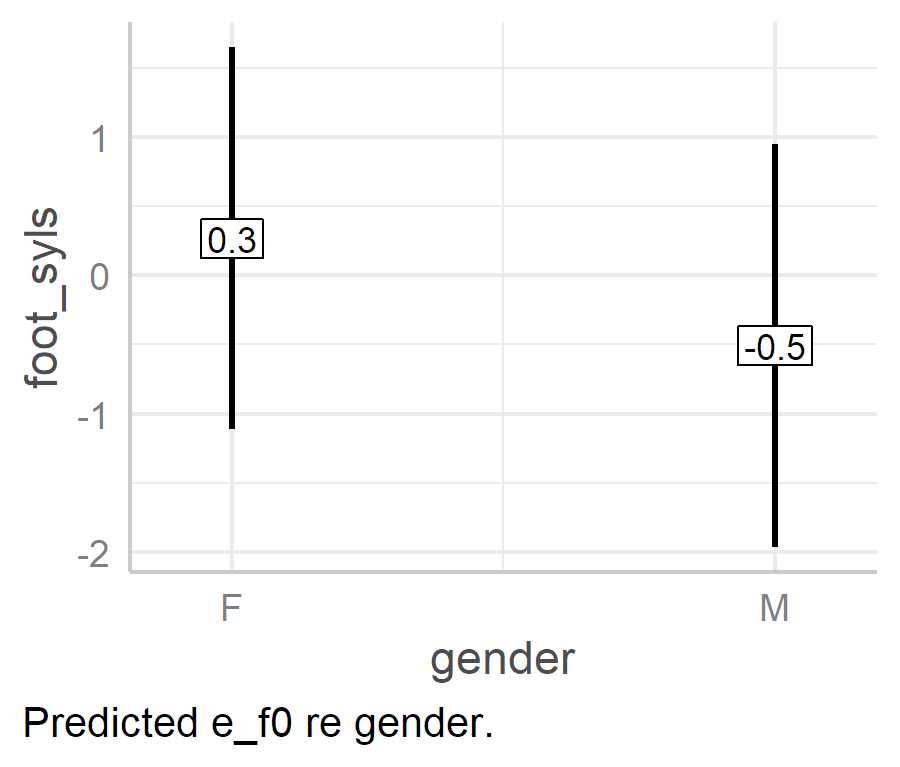 foot_syls
1
0
-1
-2
0.3
-0.5
F
M
gender
Predicted e_f0 re gender.